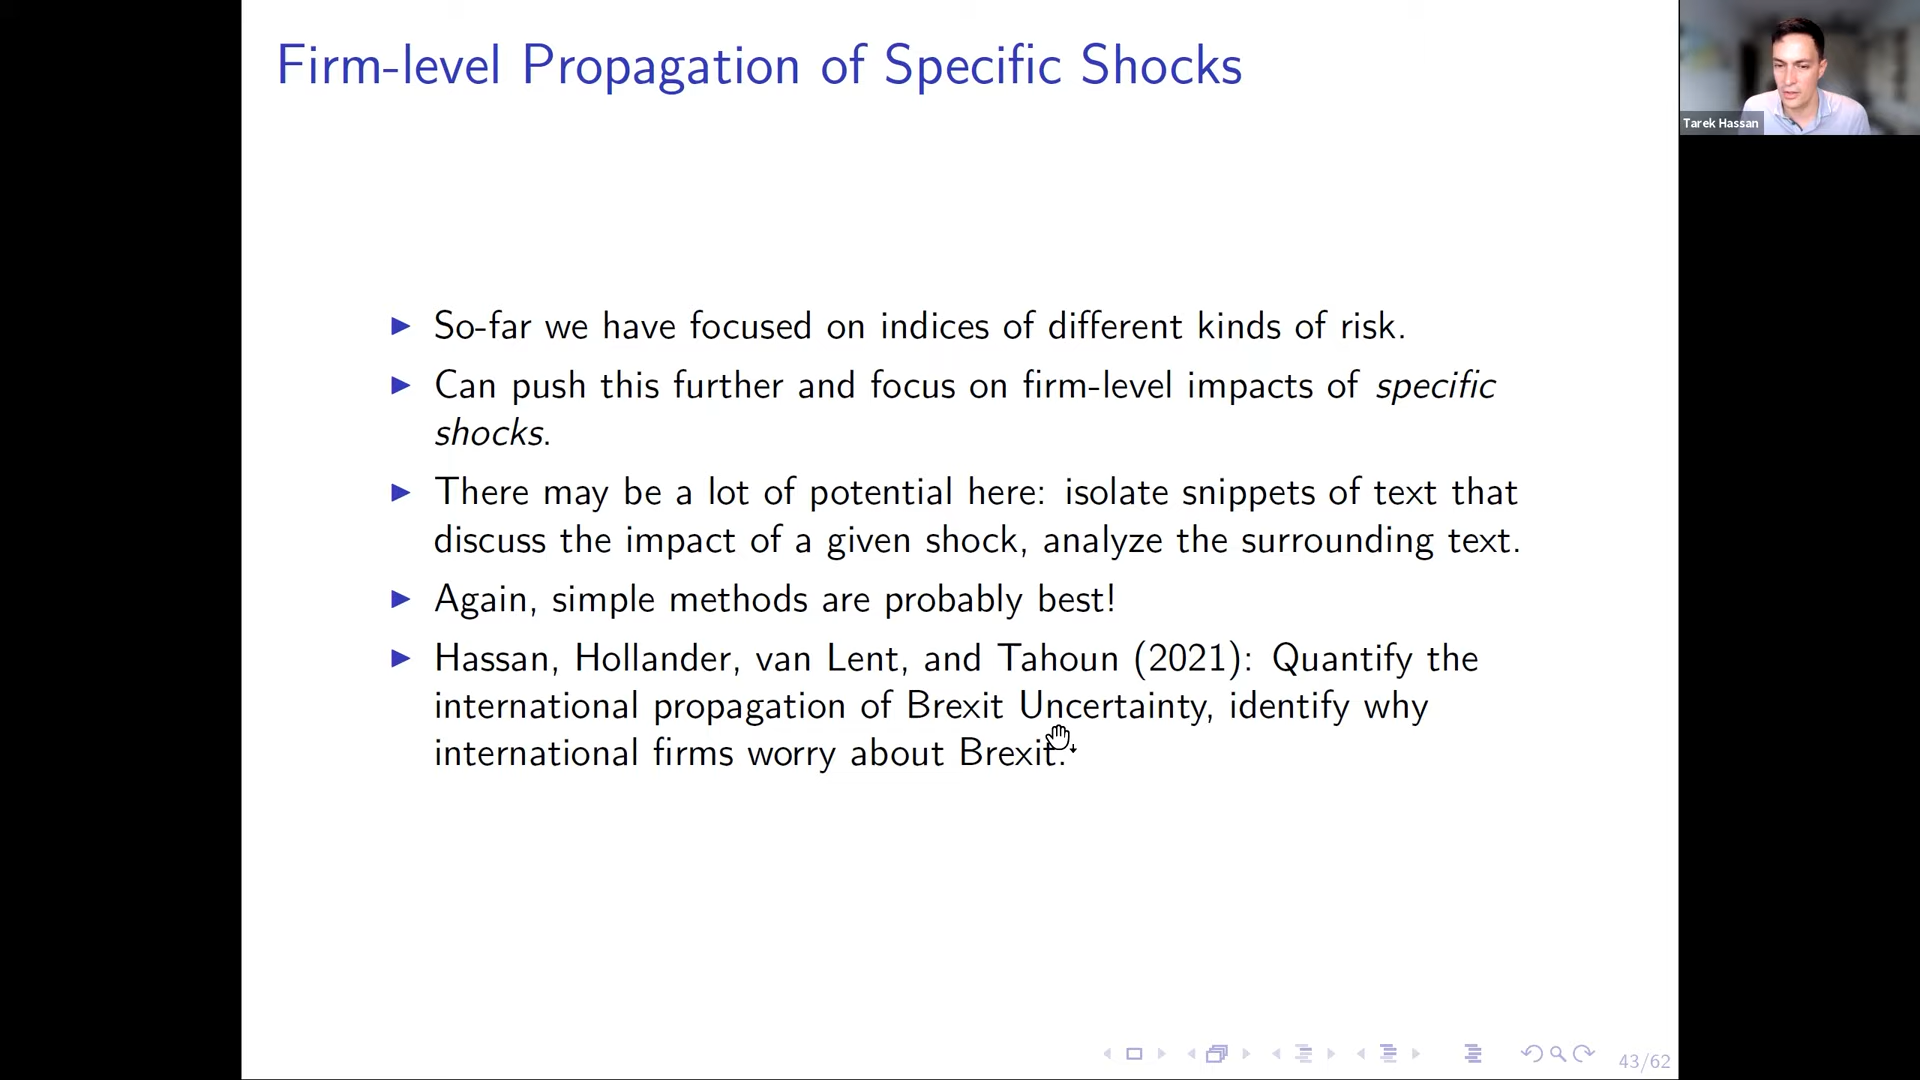 Firm-level Propagation of Specific Shocks
Tarek Hassan
So-far we have focused on indices of different kinds of risk.
Can push this further and focus on firm-level impacts of specific
shocks.
There may be a lot of potential here: isolate snippets of text that
discuss the impact of a given shock, analyze the surrounding text.
Again, simple methods are probably best!
Hassan, Hollander, van Lent, and Tahoun (2021): Quantify the
international propagation of Brexit Uncertainty, identify why
international firms worry about Brexit.
43/62